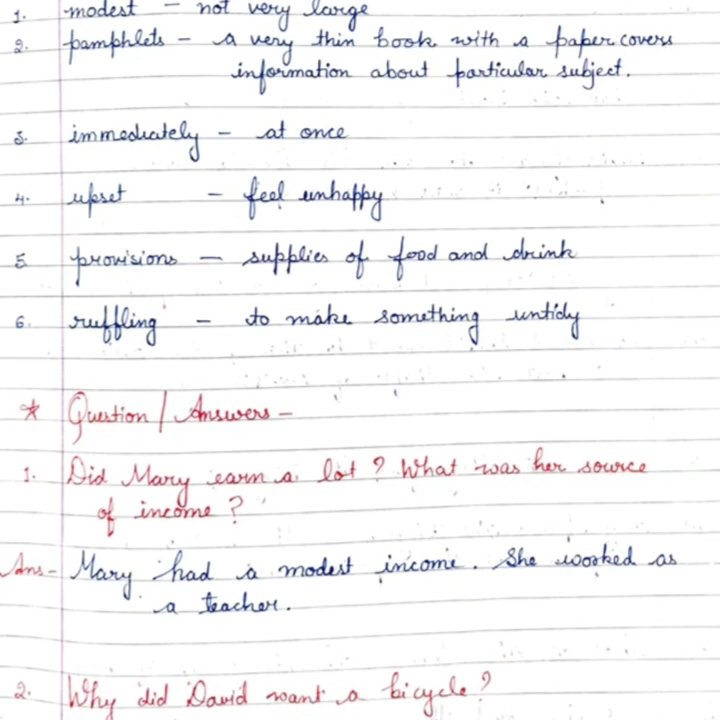 1. modest - not very large
2. pamphlets - a very thin book with a paper covers
information about particular subject.
3. immediately - at once
4. upset - feel unhappy
5. provisions - supplies of food and drink
6. ruffling - to make something untidy
* Question / Answers -
1. Did Mary earn a lot ? What was her source
of income ?
Ans - Mary had a modest income. She worked as
a teacher.
2. Why did David want a bicycle ?